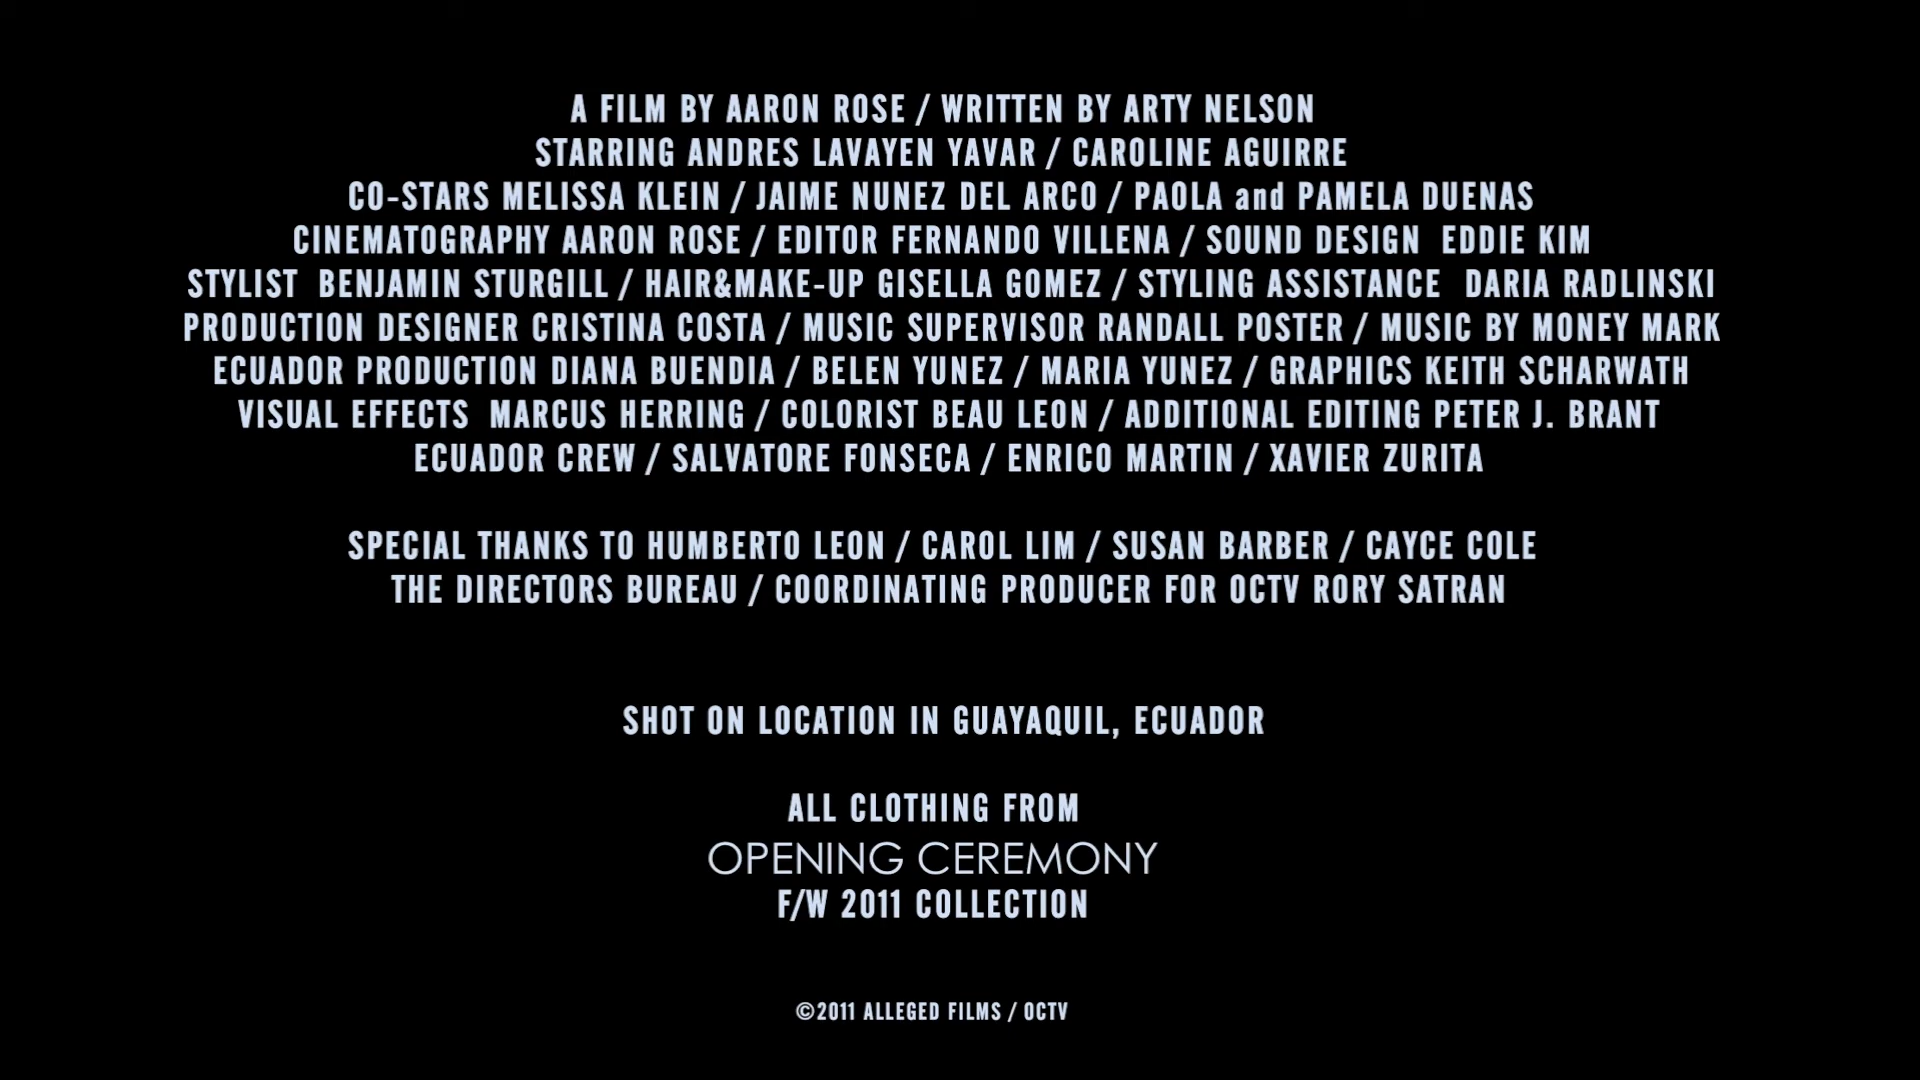 A FILM BY AARON ROSE / WRITTEN BY ARTY NELSON
STARRING ANDRES LAVAYEN YAVAR / CAROLINE AGUIRRE
CO-STARS MELISSA KLEIN / JAIME NUNEZ DEL ARCO / PAOLA and PAMELA DUENAS
CINEMATOGRAPHY AARON ROSE / EDITOR FERNANDO VILLENA / SOUND DESIGN EDDIE KIM
STYLIST BENJAMIN STURGILL / HAIR&MAKE-UP GISELLA GOMEZ / STYLING ASSISTANCE DARIA RADLINSKI
PRODUCTION DESIGNER CRISTINA COSTA / MUSIC SUPERVISOR RANDALL POSTER / MUSIC BY MONEY MARK
ECUADOR PRODUCTION DIANA BUENDIA / BELEN YUNEZ / MARIA YUNEZ / GRAPHICS KEITH SCHARWATH
VISUAL EFFECTS MARCUS HERRING / COLORIST BEAU LEON / ADDITIONAL EDITING PETER J. BRANT
ECUADOR CREW / SALVATORE FONSECA / ENRICO MARTIN / XAVIER ZURITA
SPECIAL THANKS TO HUMBERTO LEON / CAROL LIM / SUSAN BARBER / CAYCE COLE
THE DIRECTORS BUREAU / COORDINATING PRODUCER FOR OCTV RORY SATRAN
SHOT ON LOCATION IN GUAYAQUIL, ECUADOR
ALL CLOTHING FROM
OPENING CEREMONY
F/W 2011 COLLECTION
©2011 ALLEGED FILMS / OCTV